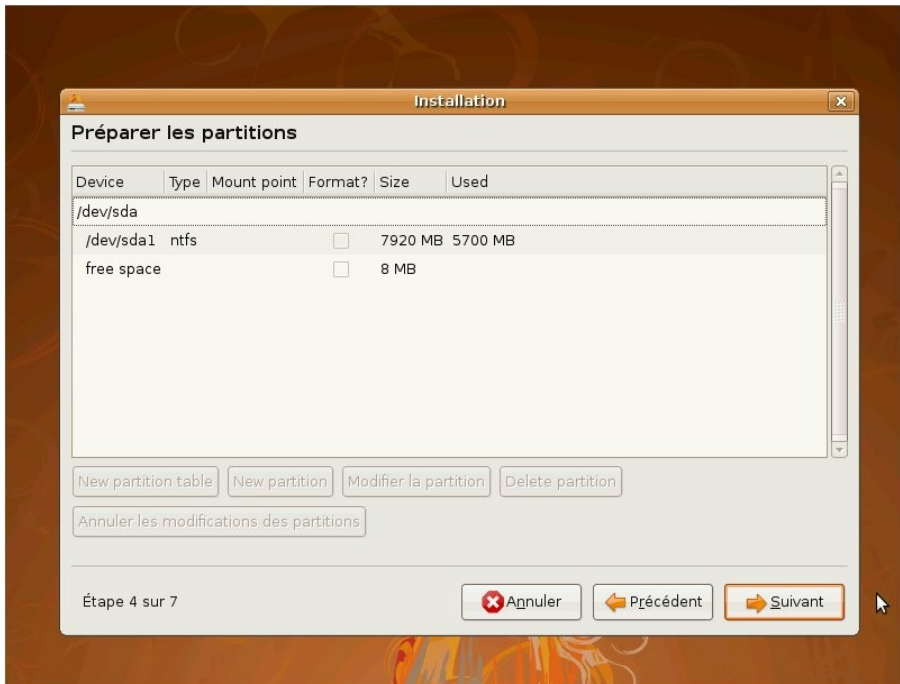 Installation
Préparer les partitions
Device Type Mount point Format? Size Used
/dev/sda
/dev/sda1 ntfs 7920 MB 5700 MB
free space 8 MB
New partition table New partition Modifier la partition Delete partition
Annuler les modifications des partitions
Étape 4 sur 7 Annuler Précédent Suivant